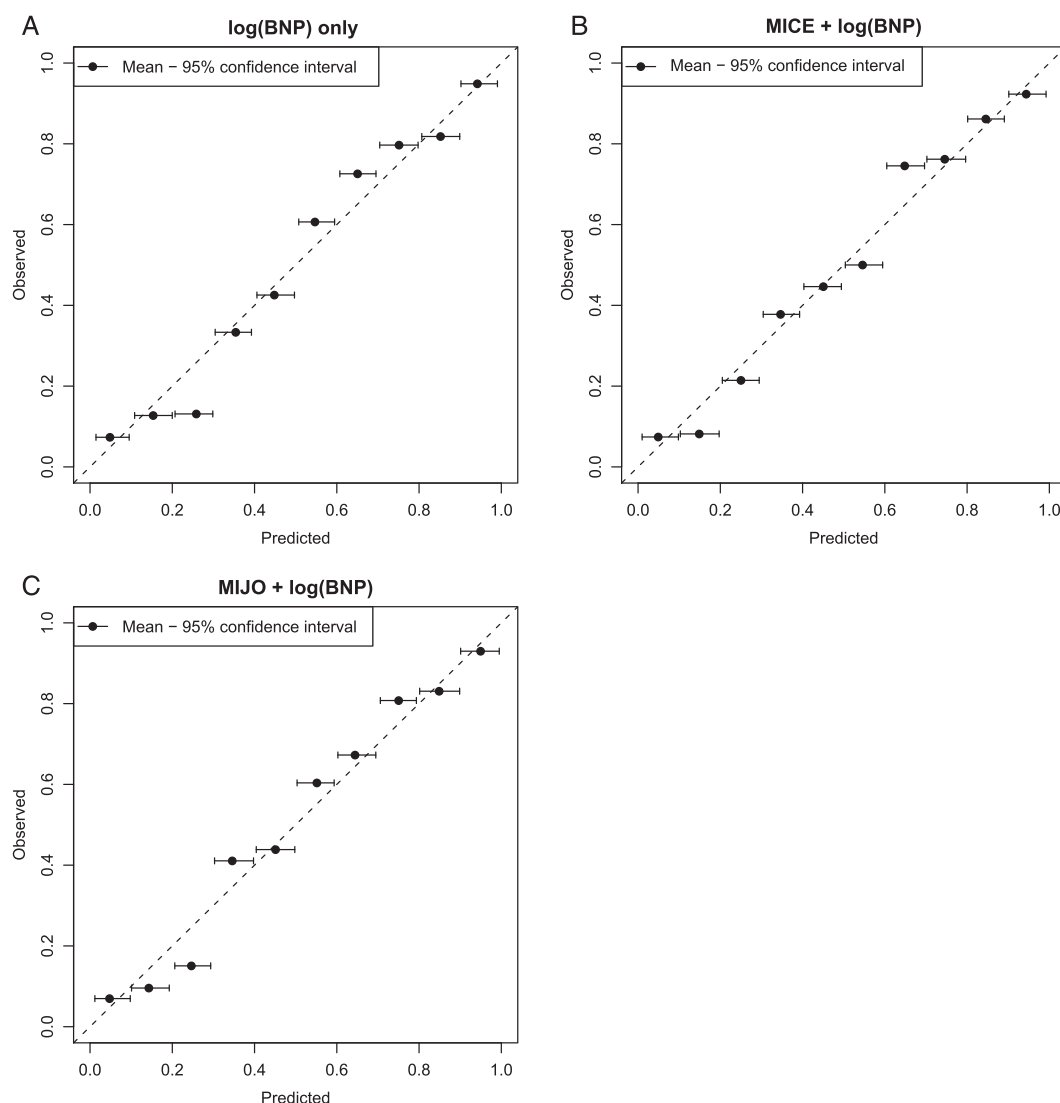 A
log(BNP) only
Mean − 95% confidence interval
Observed
0.0 0.2 0.4 0.6 0.8 1.0
0.0 0.2 0.4 0.6 0.8 1.0
Predicted
B
MICE + log(BNP)
Mean − 95% confidence interval
Observed
0.0 0.2 0.4 0.6 0.8 1.0
0.0 0.2 0.4 0.6 0.8 1.0
Predicted
C
MIJO + log(BNP)
Mean − 95% confidence interval
Observed
0.0 0.2 0.4 0.6 0.8 1.0
0.0 0.2 0.4 0.6 0.8 1.0
Predicted